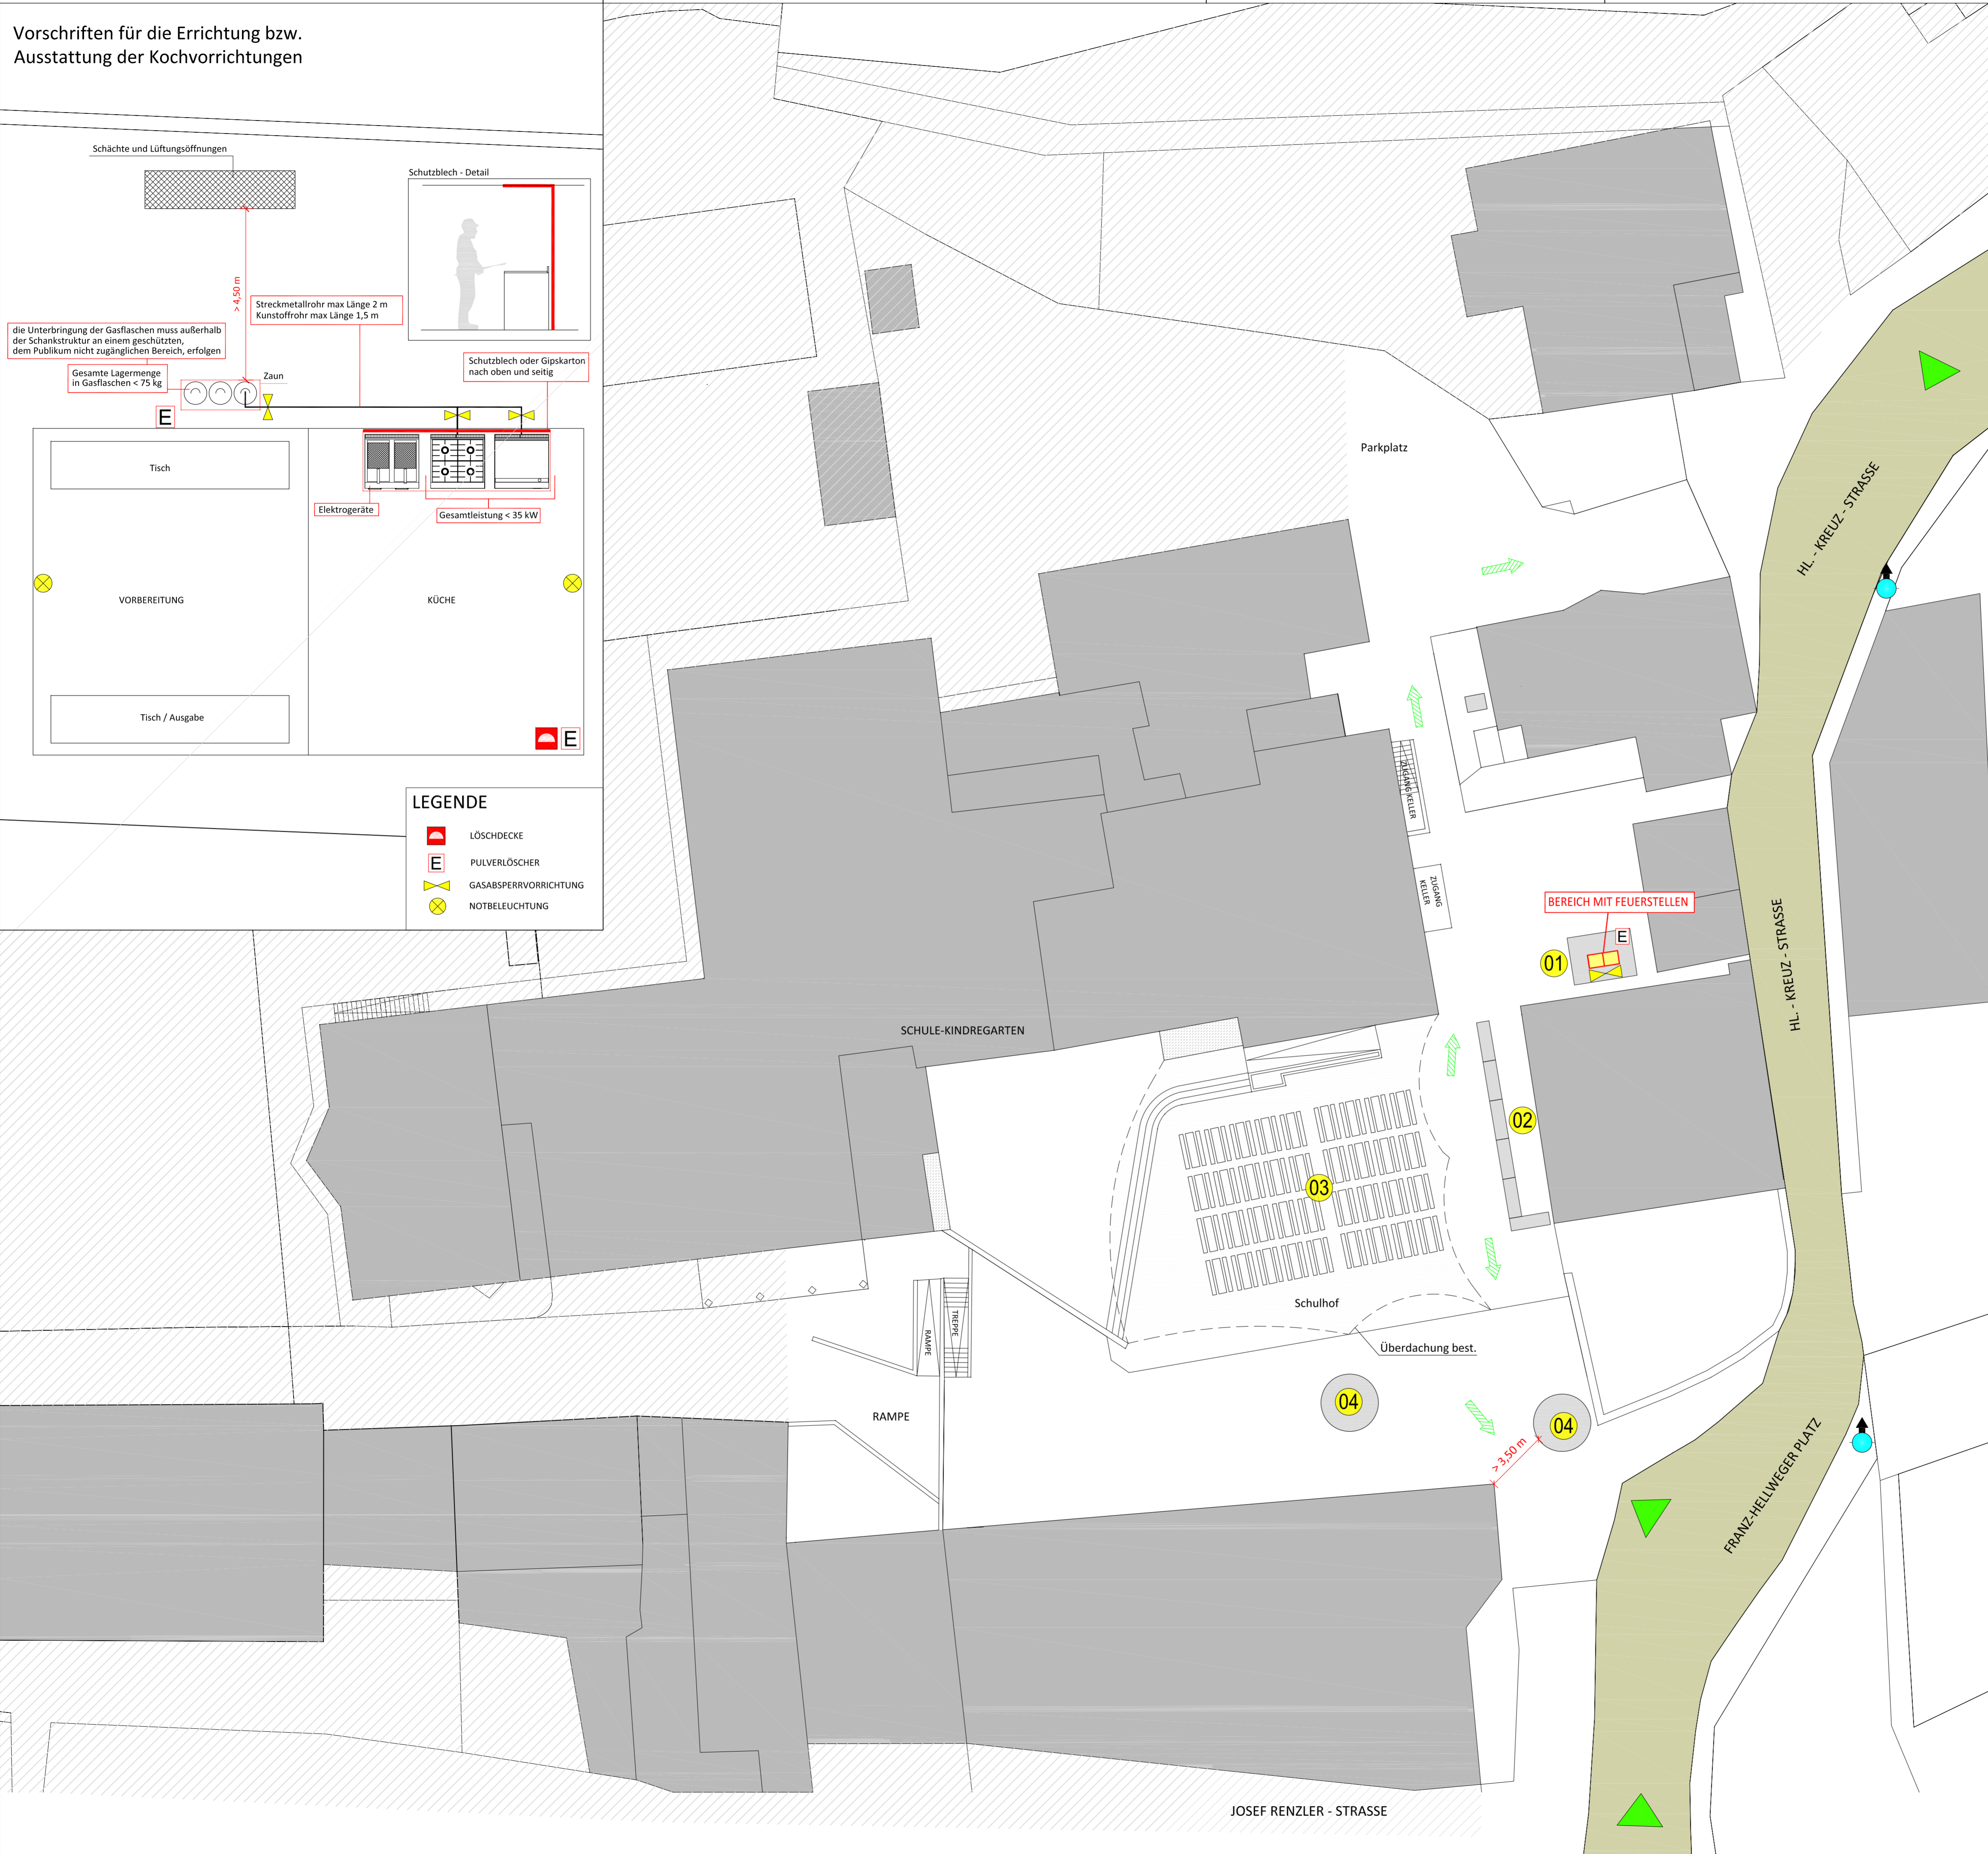 Vorschriften für die Errichtung bzw.
Ausstattung der Kochvorrichtungen
Schächte und Lüftungsöffnungen
Schutzblech - Detail
> 4,50 m
Streckmetallrohr max Länge 2 m
Kunstoffrohr max Länge 1,5 m
die Unterbringung der Gasflaschen muss außerhalb
der Schankstruktur an einem geschützten,
dem Publikum nicht zugänglichen Bereich, erfolgen
Gesamte Lagermenge
in Gasflaschen < 75 kg
Zaun
Schutzblech oder Gipskarton
nach oben und seitig
E
Tisch
Elektrogeräte
Gesamtleistung < 35 kW
VORBEREITUNG
KÜCHE
Tisch / Ausgabe
E
LEGENDE
LÖSCHDECKE
E PULVERLÖSCHER
GASABSPERRVORRICHTUNG
NOTBELEUCHTUNG
Parkplatz
HL. - KREUZ - STRASSE
ZUGANG KELLER
ZUGANG
KELLER
BEREICH MIT FEUERSTELLEN
E
01
HL. - KREUZ - STRASSE
SCHULE-KINDREGARTEN
02
03
Schulhof
Überdachung best.
TREPPE
RAMPE
RAMPE
04
04
> 3,50 m
FRANZ-HELLWEGER PLATZ
JOSEF RENZLER - STRASSE